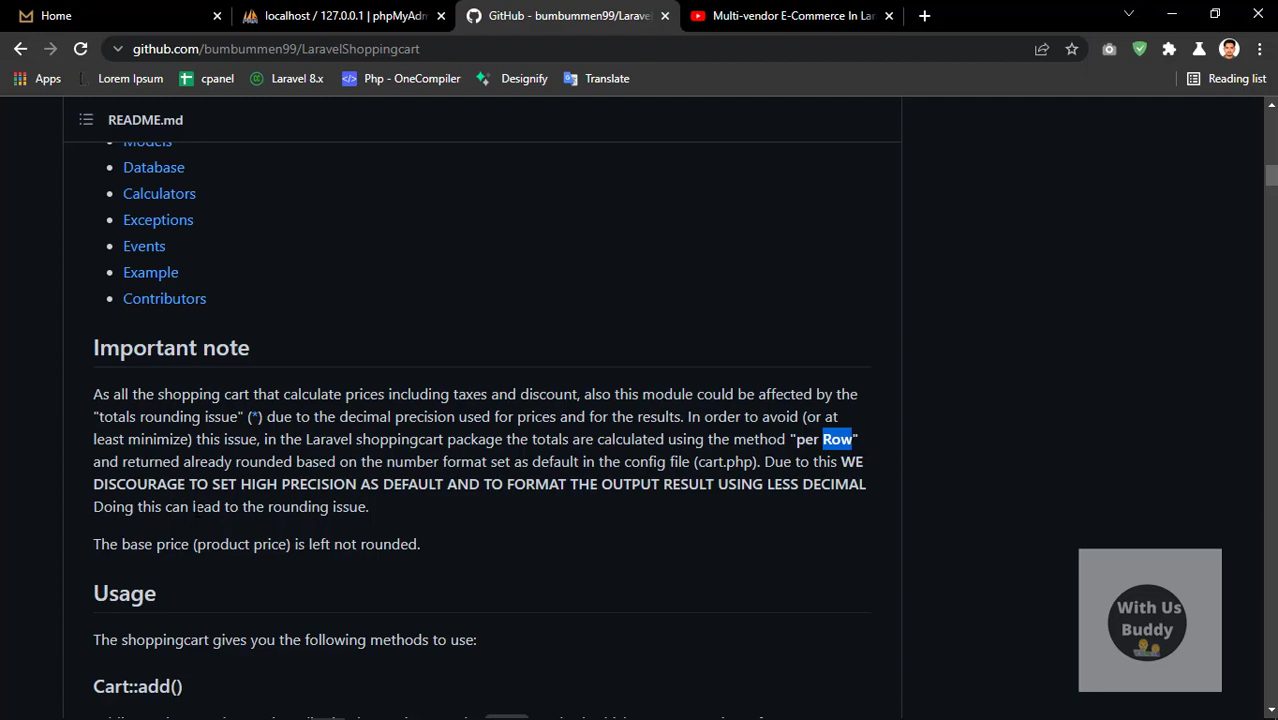 Home
localhost / 127.0.0.1 | phpMyAdm
GitHub - bumbummen99/Laravel
Multi-vendor E-Commerce In Lar
github.com/bumbummen99/LaravelShoppingcart
Apps
Lorem Ipsum
cpanel
Laravel 8.x
Php - OneCompiler
Designify
Translate
Reading list
README.md
Models
Database
Calculators
Exceptions
Events
Example
Contributors
Important note
As all the shopping cart that calculate prices including taxes and discount, also this module could be affected by the
"totals rounding issue" (*) due to the decimal precision used for prices and for the results. In order to avoid (or at
least minimize) this issue, in the Laravel shoppingcart package the totals are calculated using the method "per Row"
and returned already rounded based on the number format set as default in the config file (cart.php). Due to this WE
DISCOURAGE TO SET HIGH PRECISION AS DEFAULT AND TO FORMAT THE OUTPUT RESULT USING LESS DECIMAL
Doing this can lead to the rounding issue.
The base price (product price) is left not rounded.
Usage
The shoppingcart gives you the following methods to use:
Cart::add()
With Us
Buddy